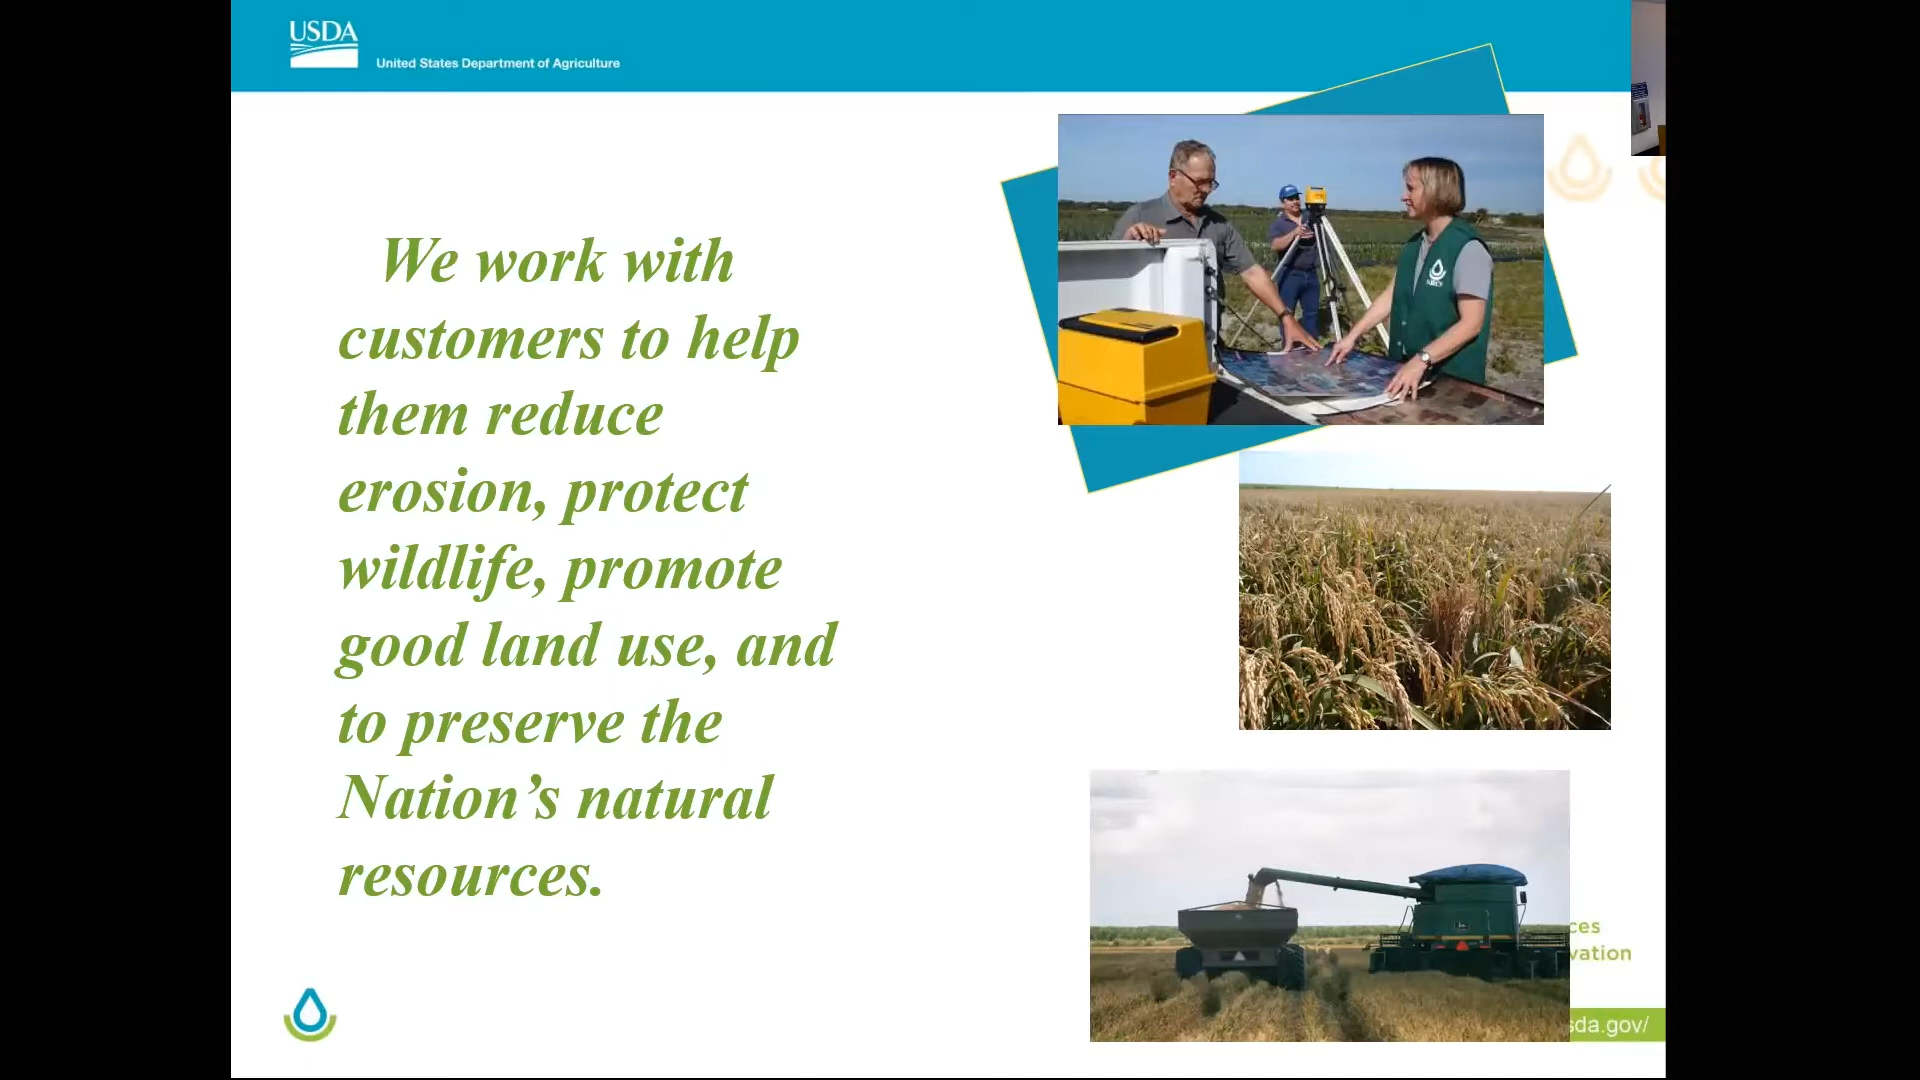 USDA
United States Department of Agriculture
We work with
customers to help
them reduce
erosion, protect
wildlife, promote
good land use, and
to preserve the
Nation’s natural
resources.
NRCS
ces
vation
sda.gov/